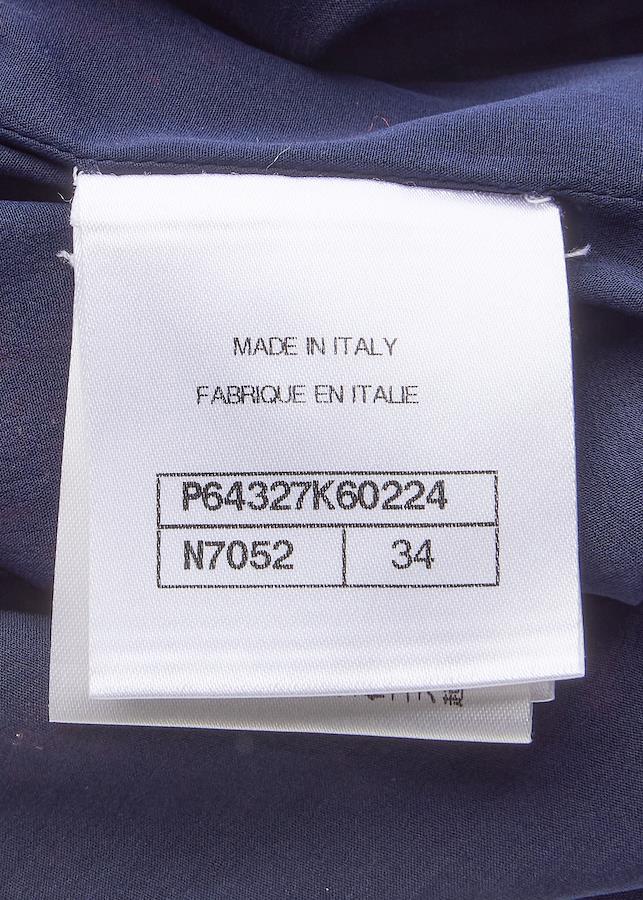 MADE IN ITALY
FABRIQUE EN ITALIE
P64327K60224
N7052 34